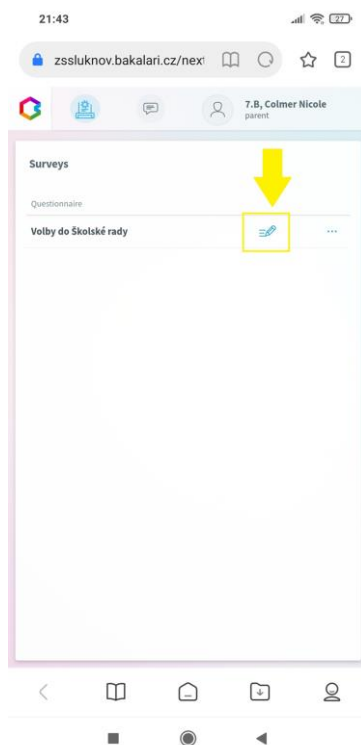 21:43
27
zssluknov.bakalari.cz/next
2
7.B, Colmer Nicole
parent
Surveys
Questionnaire
Volby do Školské rady